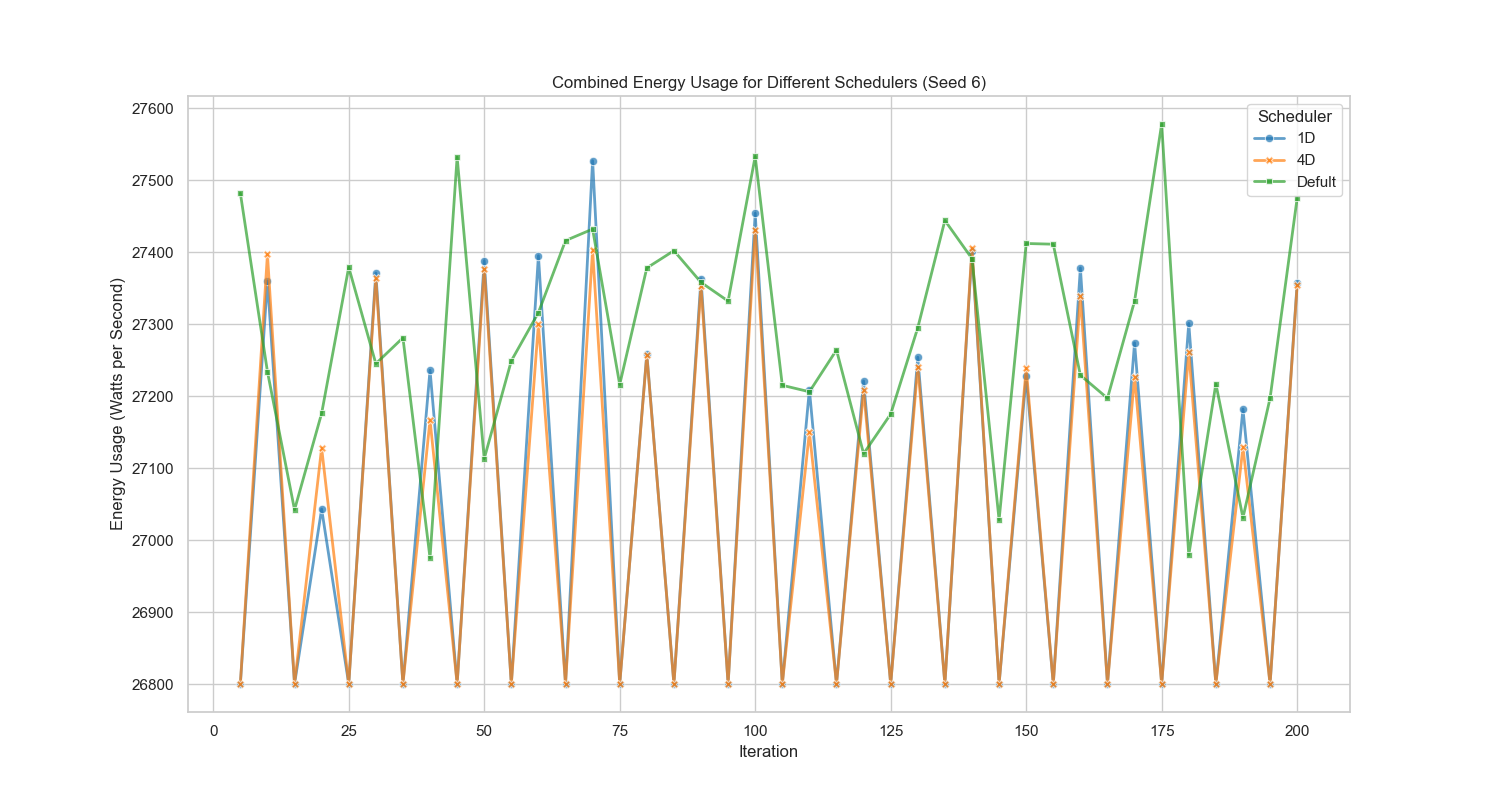 Combined Energy Usage for Different Schedulers (Seed 6)
Energy Usage (Watts per Second)
27600
27500
27400
27300
27200
27100
27000
26900
26800
Scheduler
1D
4D
Defult
0 25 50 75 100 125 150 175 200
Iteration